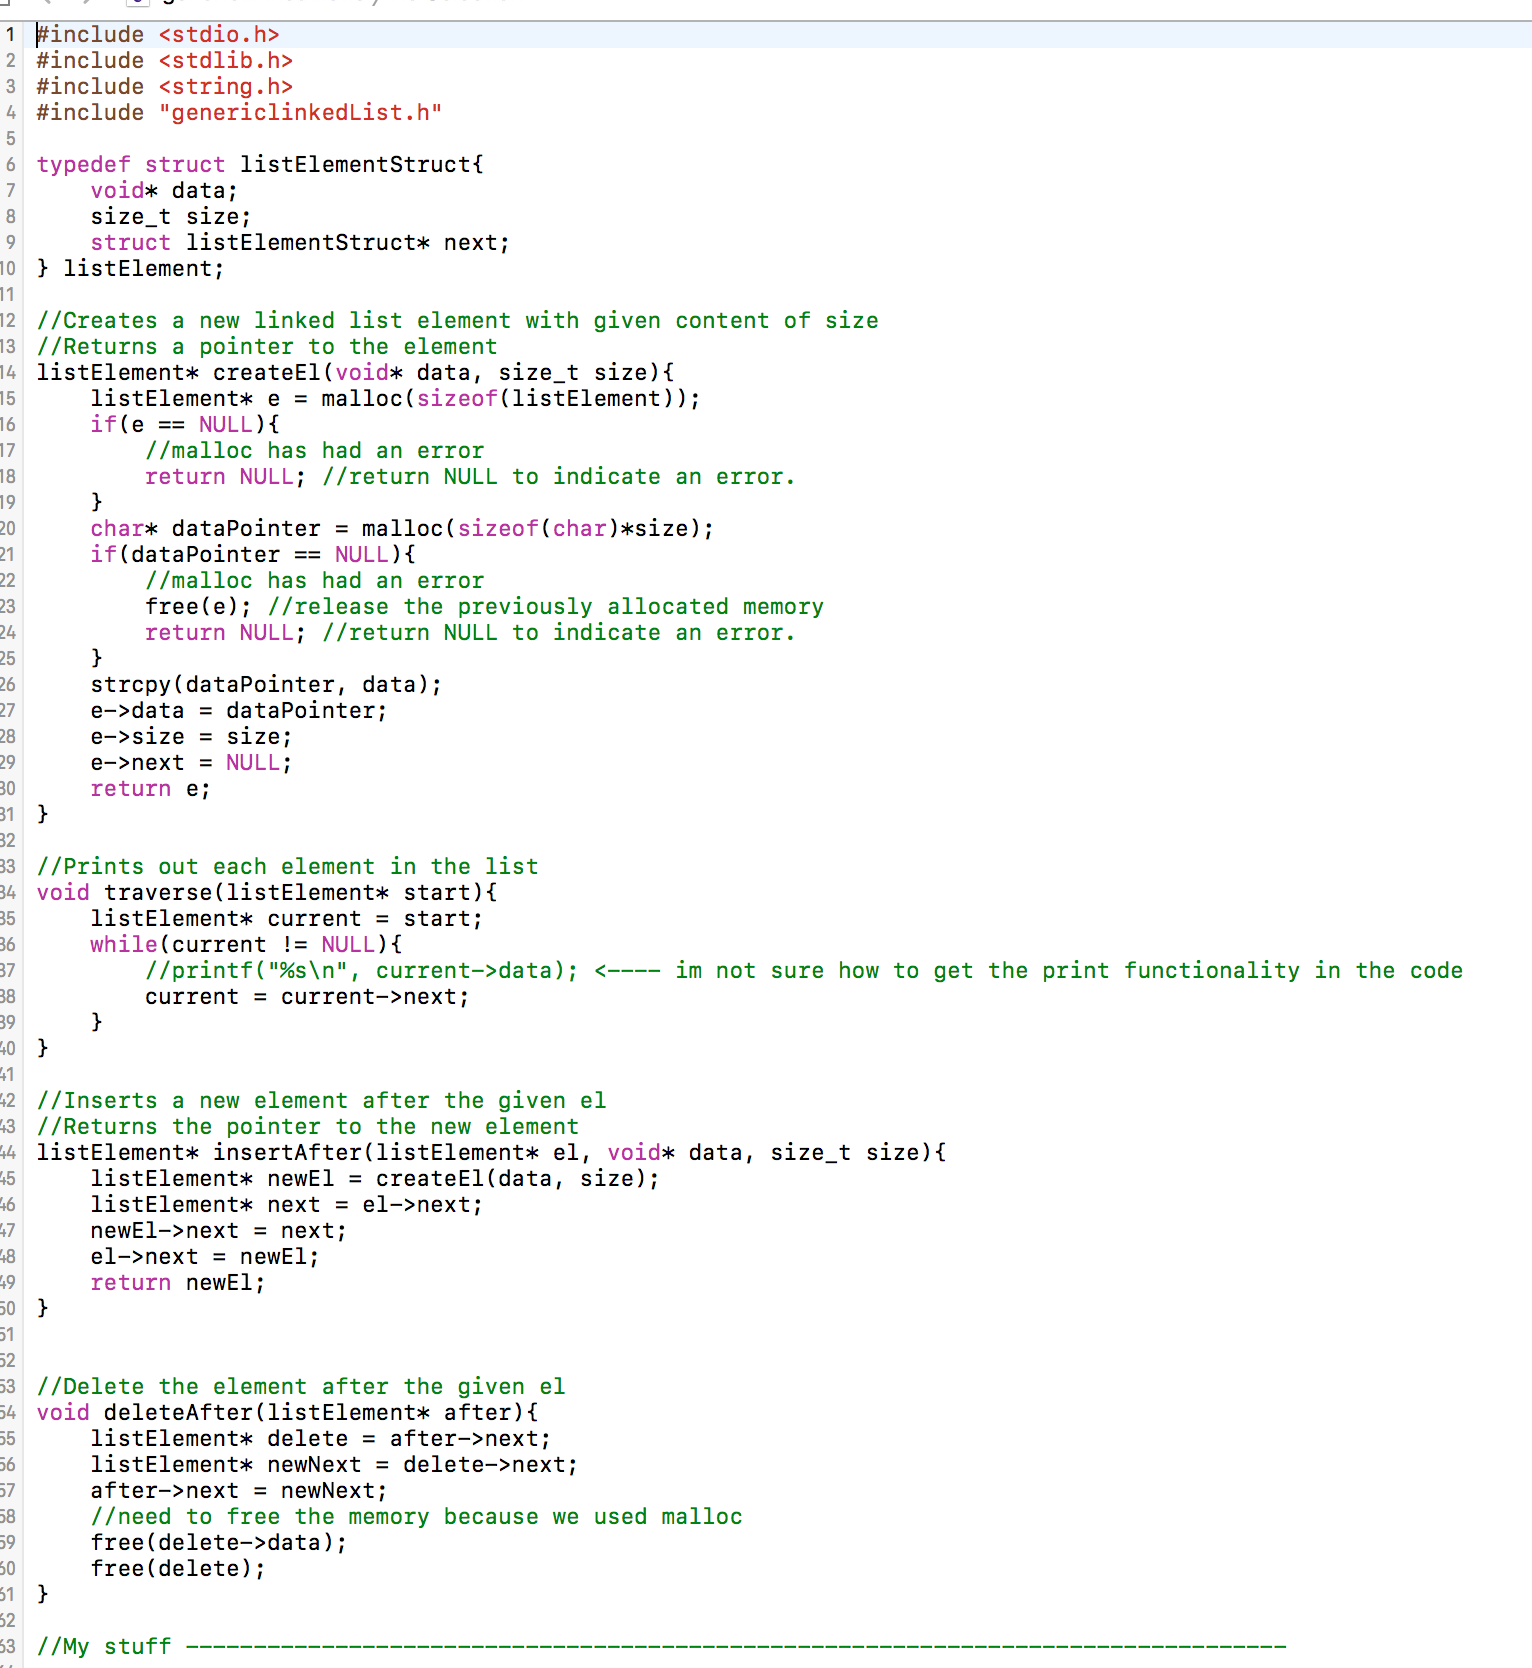 1 #include <stdio.h>
2 #include <stdlib.h>
3 #include <string.h>
4 #include "genericlinkedList.h"
5
6 typedef struct listElementStruct{
7     void* data;
8     size_t size;
9     struct listElementStruct* next;
10 } listElement;
11
12 //Creates a new linked list element with given content of size
13 //Returns a pointer to the element
14 listElement* createEl(void* data, size_t size){
15     listElement* e = malloc(sizeof(listElement));
16     if(e == NULL){
17         //malloc has had an error
18         return NULL; //return NULL to indicate an error.
19     }
20     char* dataPointer = malloc(sizeof(char)*size);
21     if(dataPointer == NULL){
22         //malloc has had an error
23         free(e); //release the previously allocated memory
24         return NULL; //return NULL to indicate an error.
25     }
26     strcpy(dataPointer, data);
27     e->data = dataPointer;
28     e->size = size;
29     e->next = NULL;
30     return e;
31 }
32
33 //Prints out each element in the list
34 void traverse(listElement* start){
35     listElement* current = start;
36     while(current != NULL){
37         //printf("%s\n", current->data); <---- im not sure how to get the print functionality in the code
38         current = current->next;
39     }
40 }
41
42 //Inserts a new element after the given el
43 //Returns the pointer to the new element
44 listElement* insertAfter(listElement* el, void* data, size_t size){
45     listElement* newEl = createEl(data, size);
46     listElement* next = el->next;
47     newEl->next = next;
48     el->next = newEl;
49     return newEl;
50 }
51
52
53 //Delete the element after the given el
54 void deleteAfter(listElement* after){
55     listElement* delete = after->next;
56     listElement* newNext = delete->next;
57     after->next = newNext;
58     //need to free the memory because we used malloc
59     free(delete->data);
60     free(delete);
61 }
62
63 //My stuff ---------------------------------------------------------------------------------